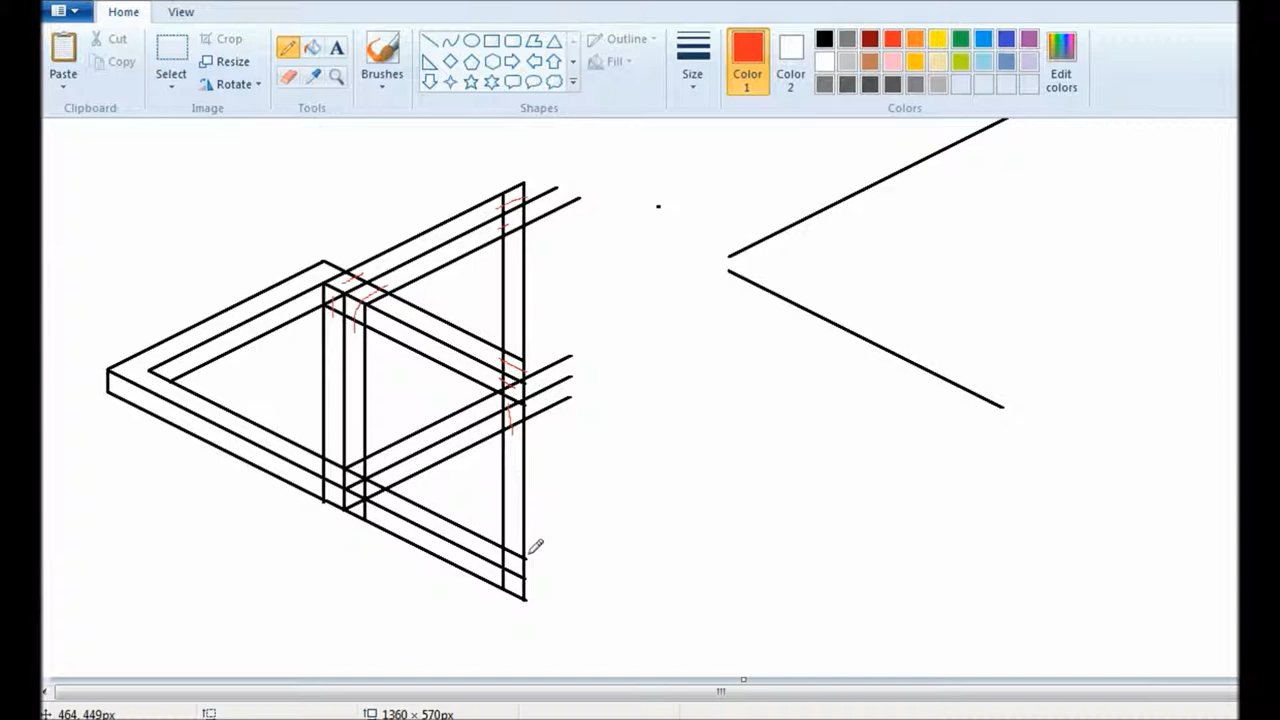 Home View
Paste
Cut
Copy
Clipboard
Select
Crop
Resize
Rotate
Image
A
Tools
Brushes
Outline
Fill
Shapes
Size
Color 1
Color 2
Edit colors
Colors
464, 449px
1360 × 570px